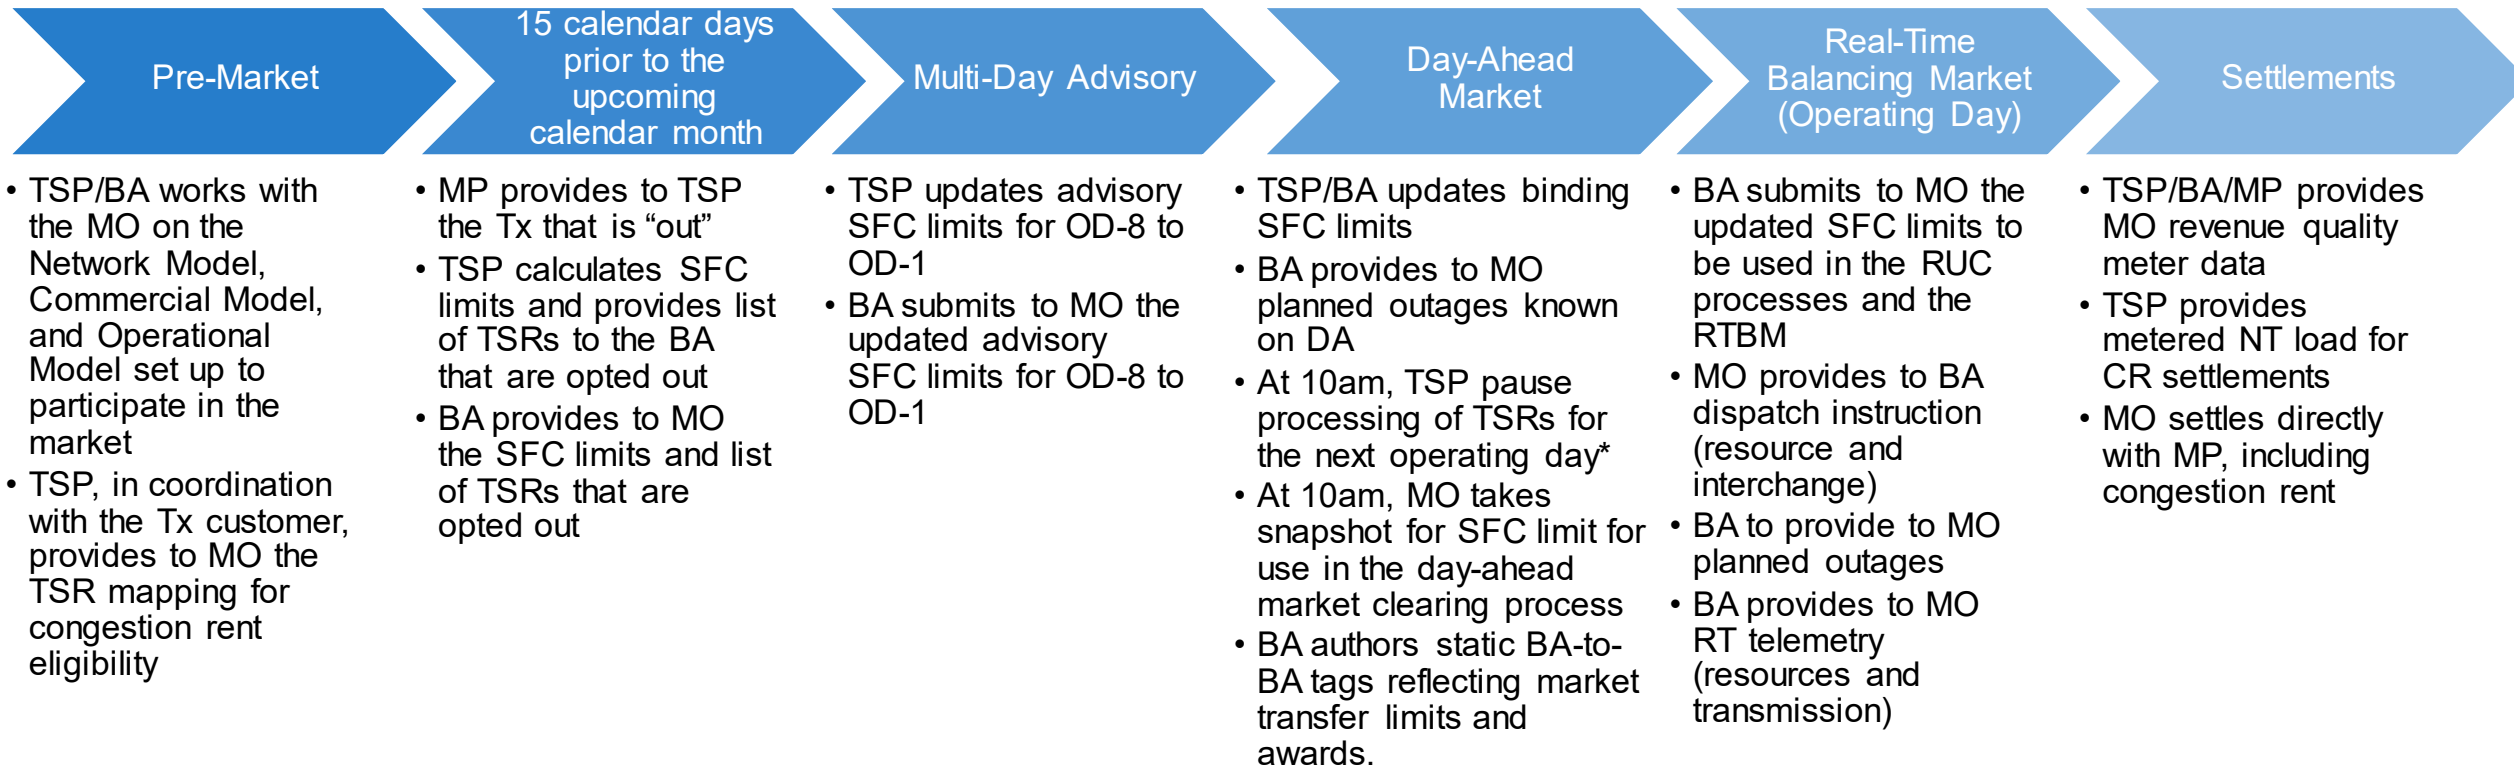 Pre-Market
15 calendar days
prior to the
upcoming
calendar month
Multi-Day Advisory
Day-Ahead
Market
Real-Time
Balancing Market
(Operating Day)
Settlements
• TSP/BA works with
the MO on the
Network Model,
Commercial Model,
and Operational
Model set up to
participate in the
market
• TSP, in coordination
with the Tx customer,
provides to MO the
TSR mapping for
congestion rent
eligibility
• MP provides to TSP
the Tx that is “out”
• TSP calculates SFC
limits and provides list
of TSRs to the BA
that are opted out
• BA provides to MO
the SFC limits and list
of TSRs that are
opted out
• TSP updates advisory
SFC limits for OD-8 to
OD-1
• BA submits to MO the
updated advisory
SFC limits for OD-8 to
OD-1
• TSP/BA updates binding
SFC limits
• BA provides to MO
planned outages known
on DA
• At 10am, TSP pause
processing of TSRs for
the next operating day*
• At 10am, MO takes
snapshot for SFC limit for
use in the day-ahead
market clearing process
• BA authors static BA-to-
BA tags reflecting market
transfer limits and
awards.
• BA submits to MO the
updated SFC limits to
be used in the RUC
processes and the
RTBM
• MO provides to BA
dispatch instruction
(resource and
interchange)
• BA to provide to MO
planned outages
• BA provides to MO
RT telemetry
(resources and
transmission)
• TSP/BA/MP provides
MO revenue quality
meter data
• TSP provides
metered NT load for
CR settlements
• MO settles directly
with MP, including
congestion rent